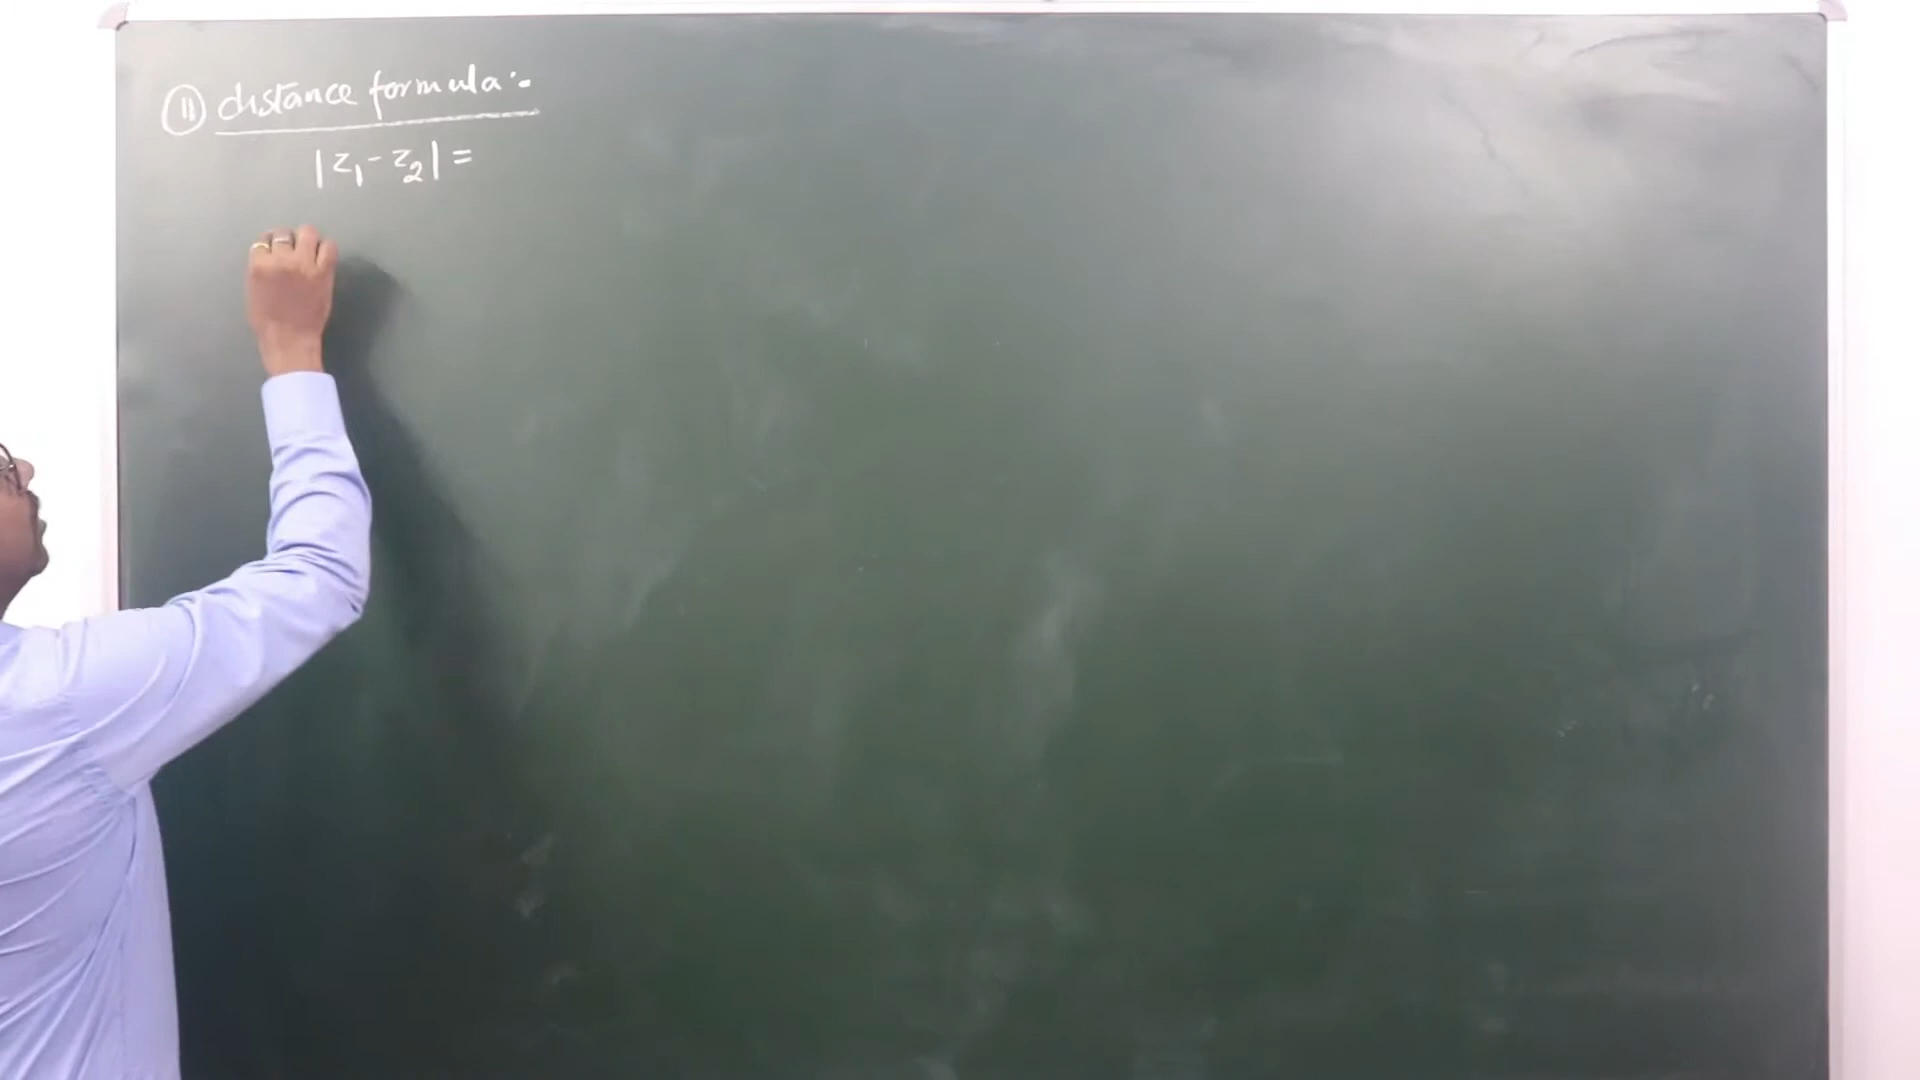 ⑪ distance formula :-
|z₁ - z₂| =